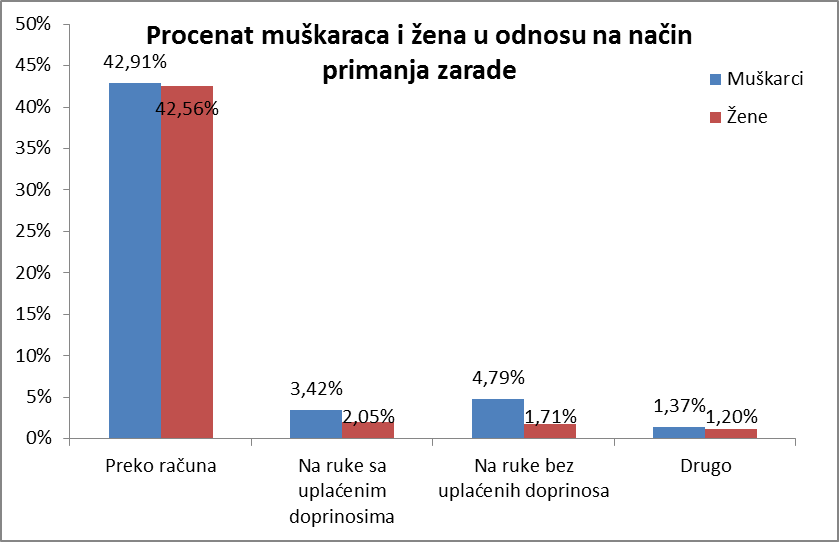 Procenat muškaraca i žena u odnosu na način
primanja zarade
50%
45%
40%
35%
30%
25%
20%
15%
10%
5%
0%
42,91%
42,56%
3,42%
2,05%
4,79%
1,71%
1,37%
1,20%
Muškarci
Žene
Preko računa
Na ruke sa
uplaćenim
doprinosima
Na ruke bez
uplaćenih doprinosa
Drugo